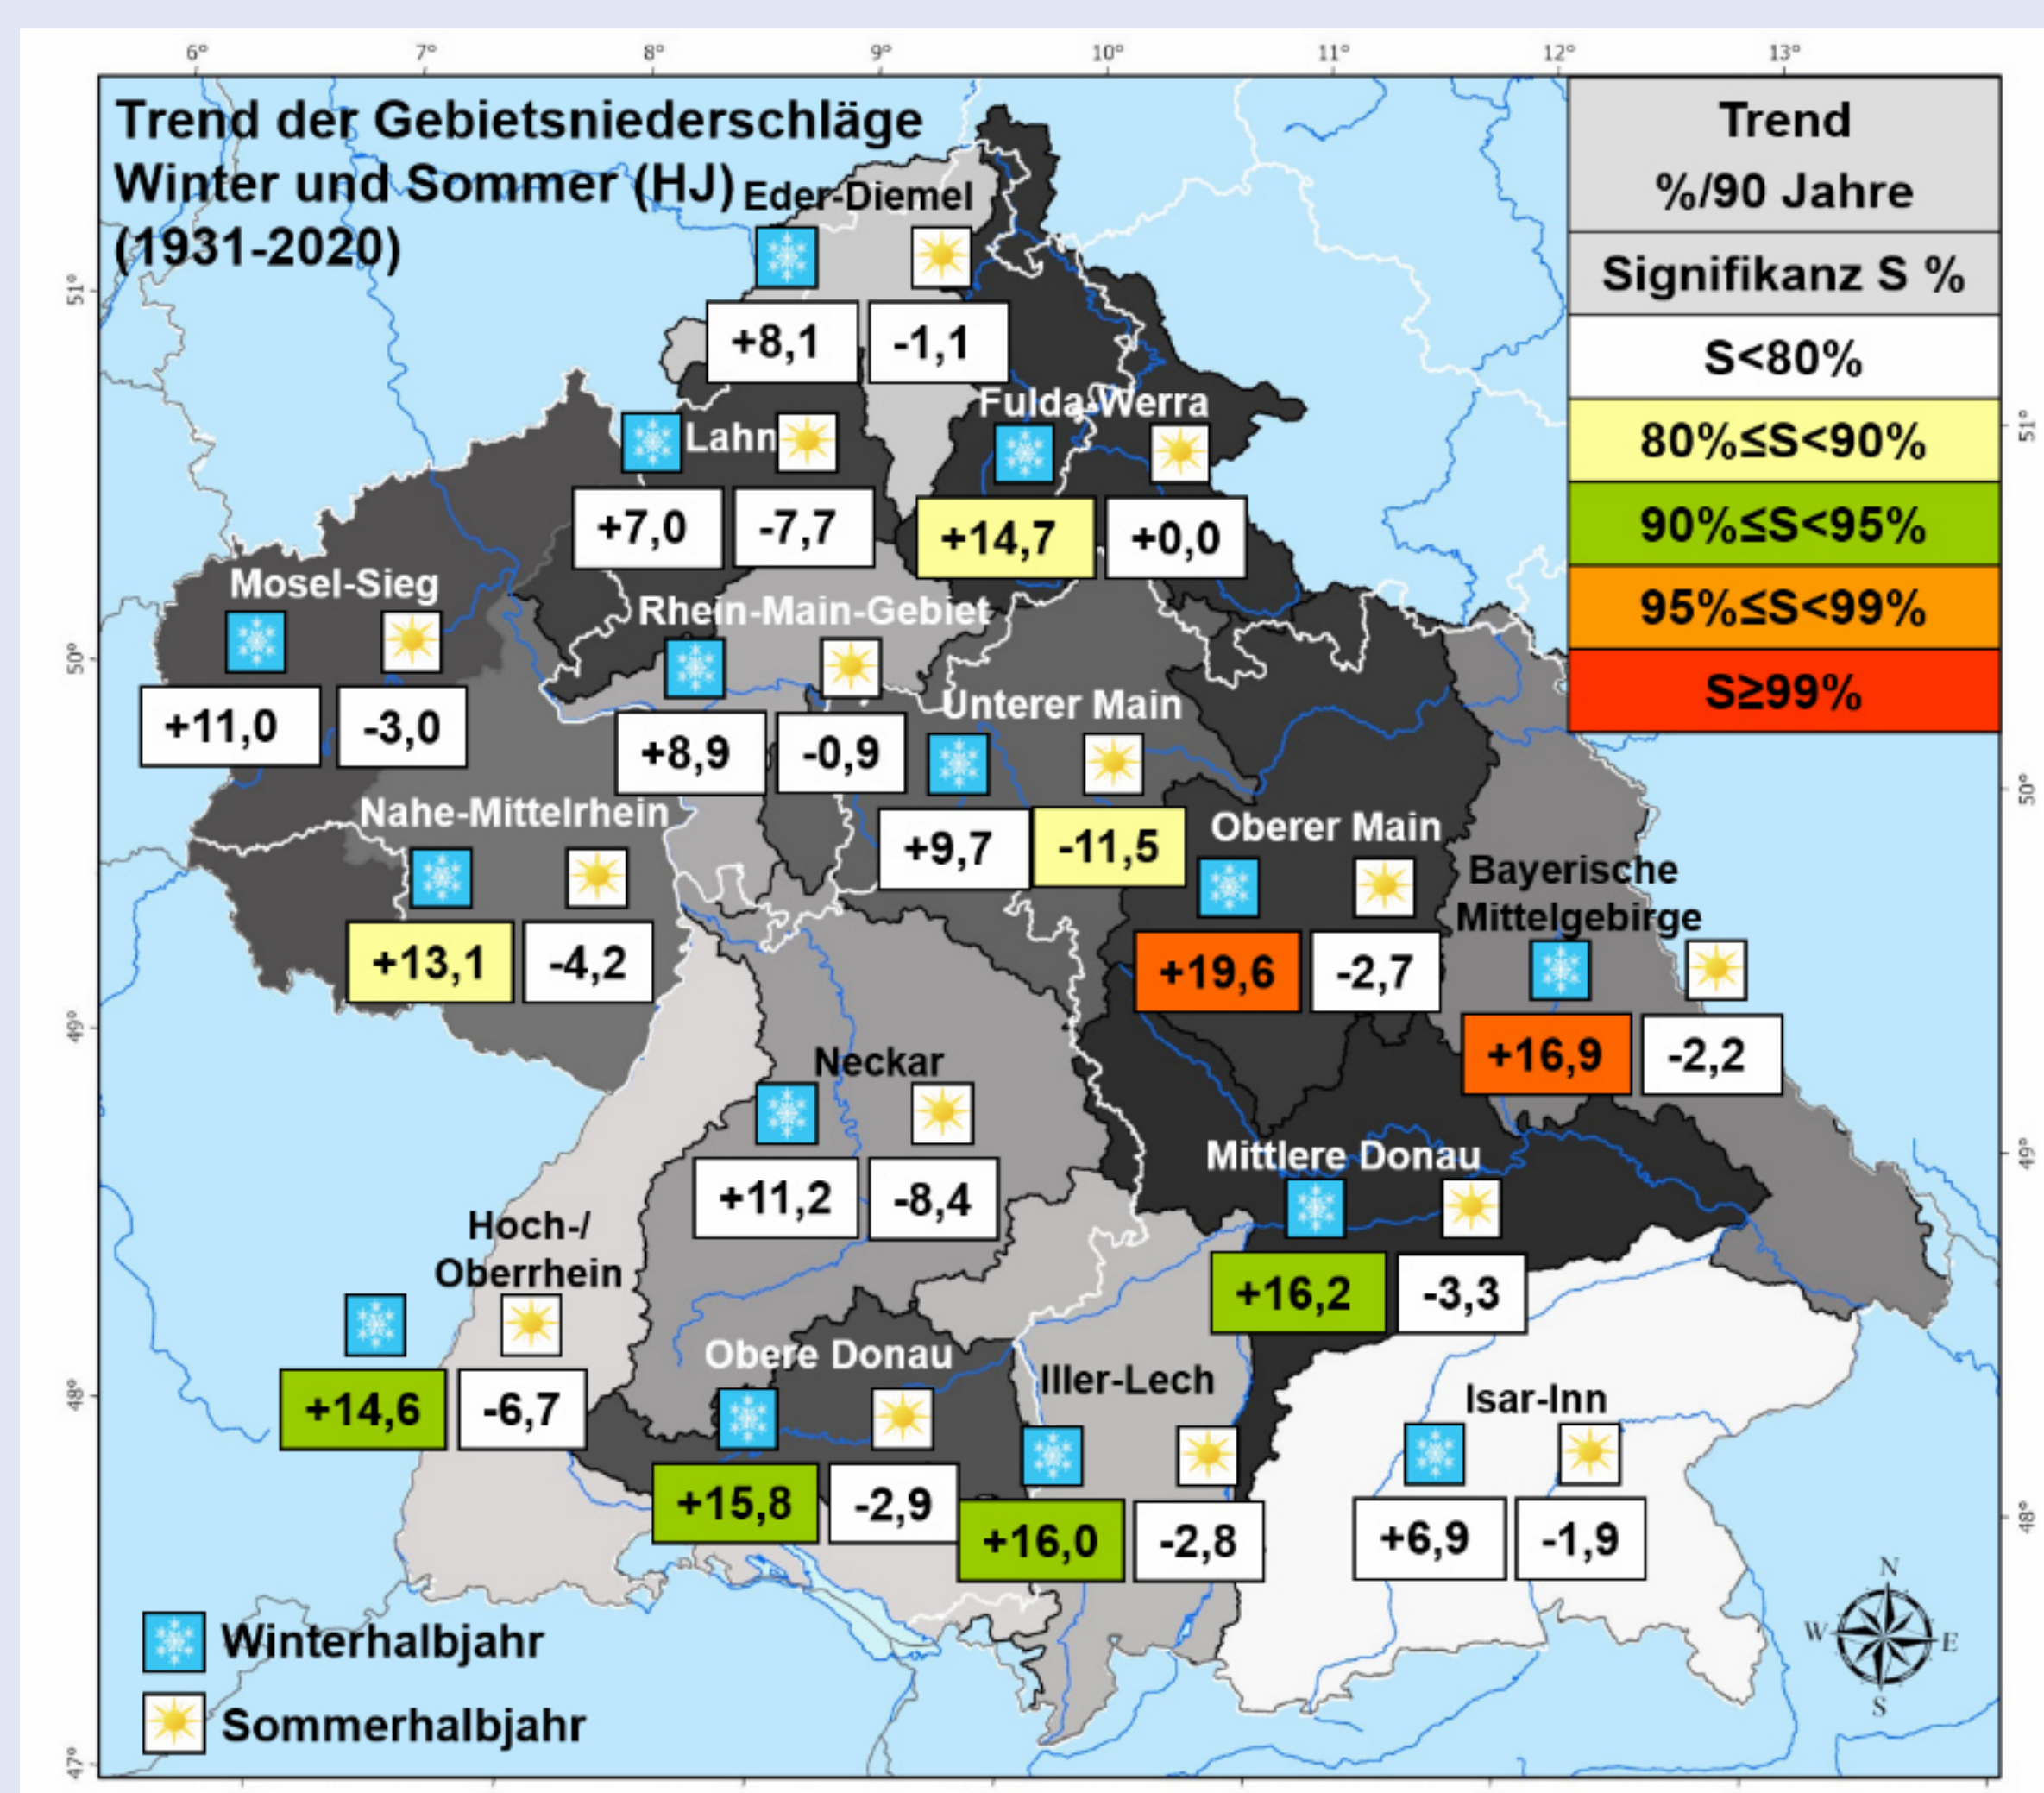 6° 7° 8° 9° 10° 11° 12° 13°
Trend der Gebietsniederschläge
Winter und Sommer (HJ)
(1931-2020)
Trend
%/90 Jahre
Signifikanz S %
S<80%
80%≤S<90%
90%≤S<95%
95%≤S<99%
S≥99%
Eder-Diemel
+8,1 -1,1
Fulda-Werra
+14,7 +0,0
Lahn
+7,0 -7,7
Mosel-Sieg
+11,0 -3,0
Rhein-Main-Gebiet
+8,9 -0,9
Unterer Main
+9,7 -11,5
Nahe-Mittelrhein
+13,1 -4,2
Oberer Main
+19,6 -2,7
Bayerische
Mittelgebirge
+16,9 -2,2
Neckar
+11,2 -8,4
Mittlere Donau
+16,2 -3,3
Hoch-/
Oberrhein
+14,6 -6,7
Obere Donau
+15,8 -2,9
Iller-Lech
+16,0 -2,8
Isar-Inn
+6,9 -1,9
Winterhalbjahr
Sommerhalbjahr
N
W E
S
51°
50°
49°
48°
47°
51°
50°
49°
48°